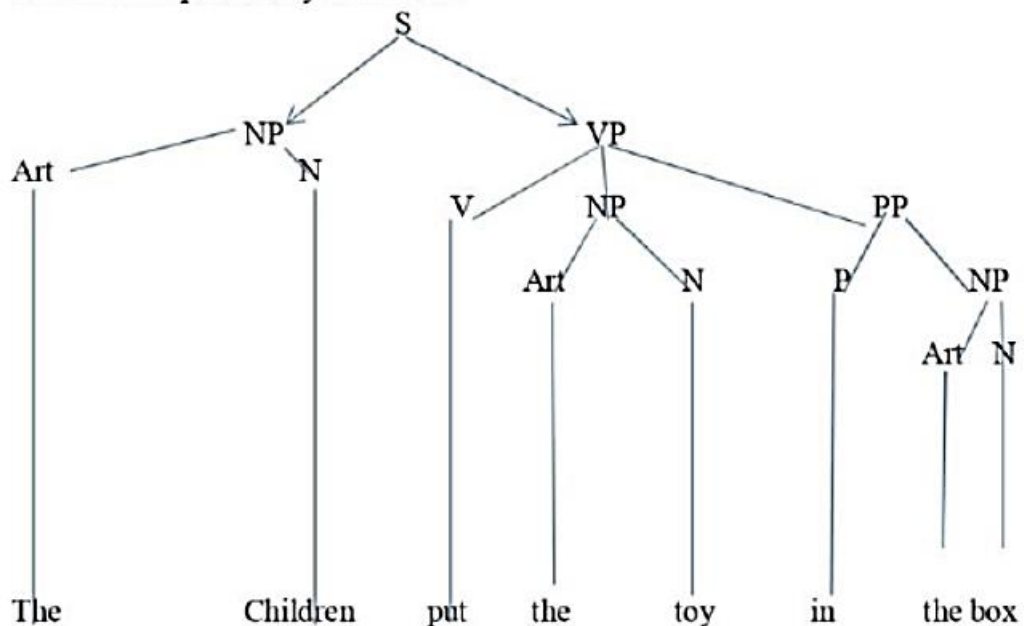 S
NP VP
Art N
V NP PP
Art N P NP
Art N
The Children put the toy in the box